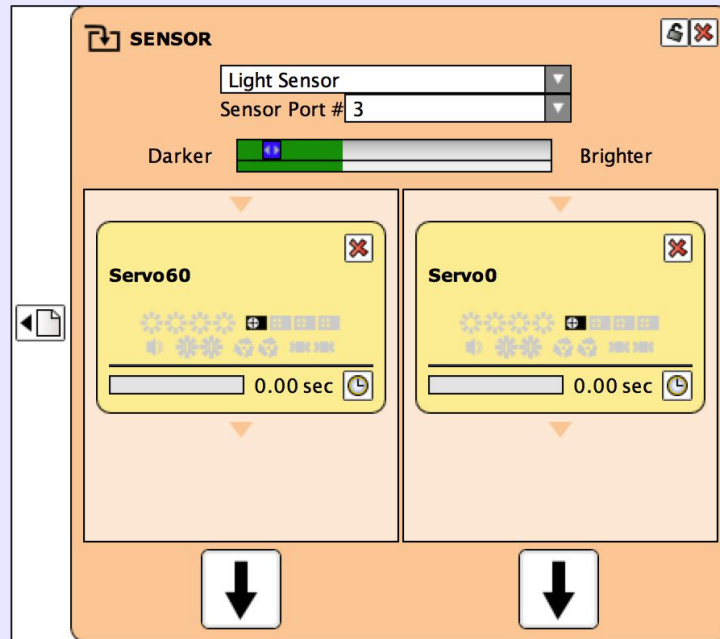 SENSOR
Light Sensor
Sensor Port # 3
Darker Brighter
Servo60 Servo0
0.00 sec 0.00 sec